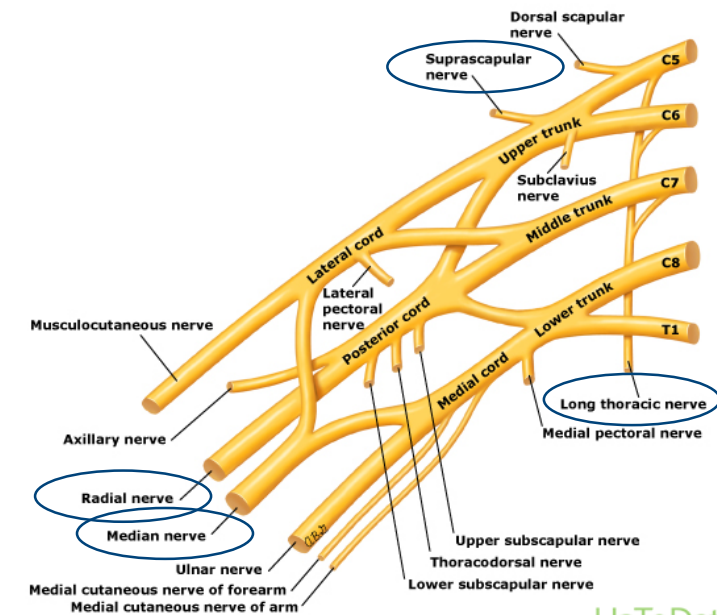 Dorsal scapular
nerve
Suprascapular
nerve
C5
C6
Upper trunk
Subclavius
nerve
C7
Middle trunk
Lateral cord
C8
Lateral
pectoral
nerve
Lower trunk
Posterior cord
T1
Musculocutaneous nerve
Medial cord
Long thoracic nerve
Medial pectoral nerve
Axillary nerve
Radial nerve
Median nerve
Upper subscapular nerve
Ulnar nerve
Thoracodorsal nerve
Medial cutaneous nerve of forearm
Lower subscapular nerve
Medial cutaneous nerve of arm